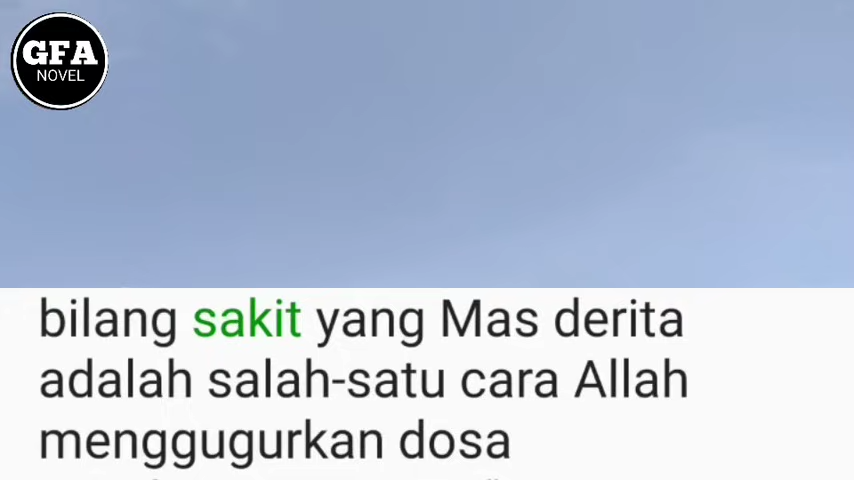 GFA
NOVEL
bilang sakit yang Mas derita
adalah salah-satu cara Allah
menggugurkan dosa